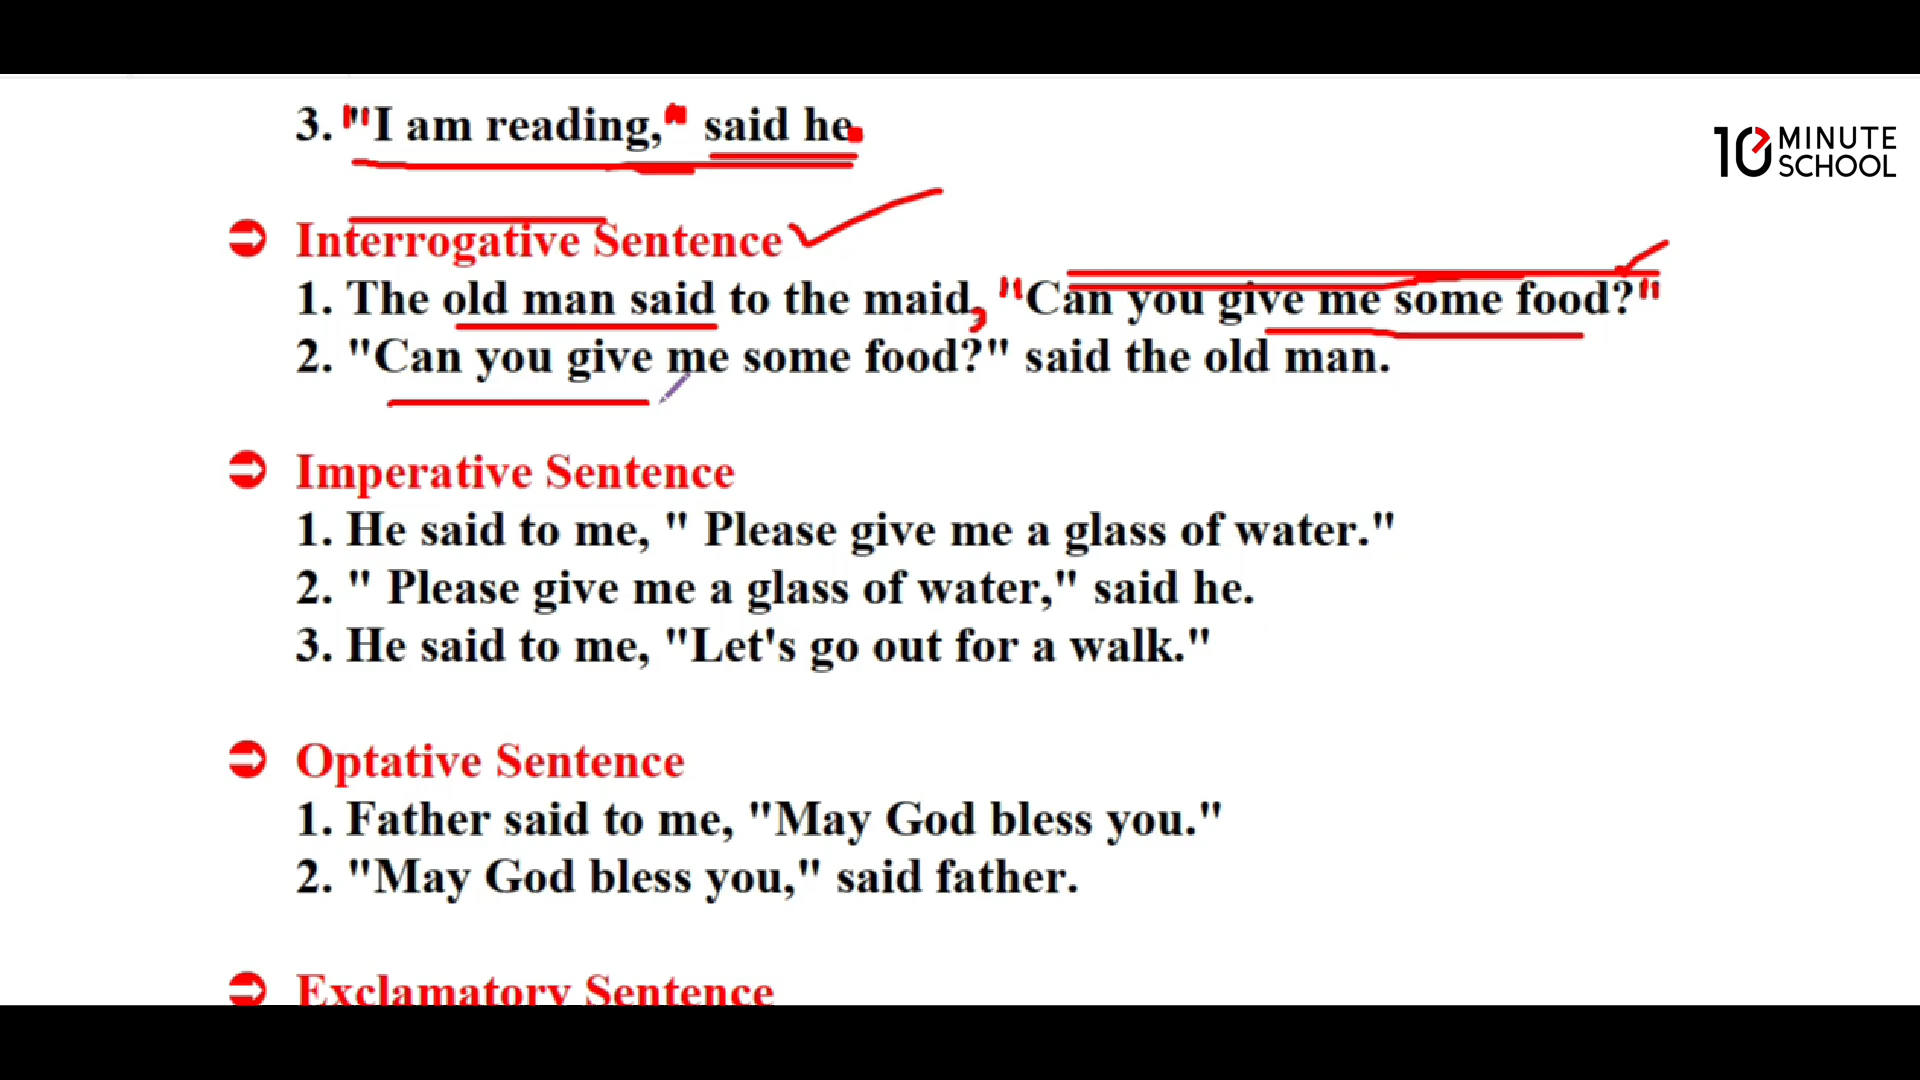 3. "I am reading," said he.
10 MINUTE
SCHOOL
Interrogative Sentence
1. The old man said to the maid, "Can you give me some food?"
2. "Can you give me some food?" said the old man.
Imperative Sentence
1. He said to me, " Please give me a glass of water."
2. " Please give me a glass of water," said he.
3. He said to me, "Let's go out for a walk."
Optative Sentence
1. Father said to me, "May God bless you."
2. "May God bless you," said father.
Exclamatory Sentence